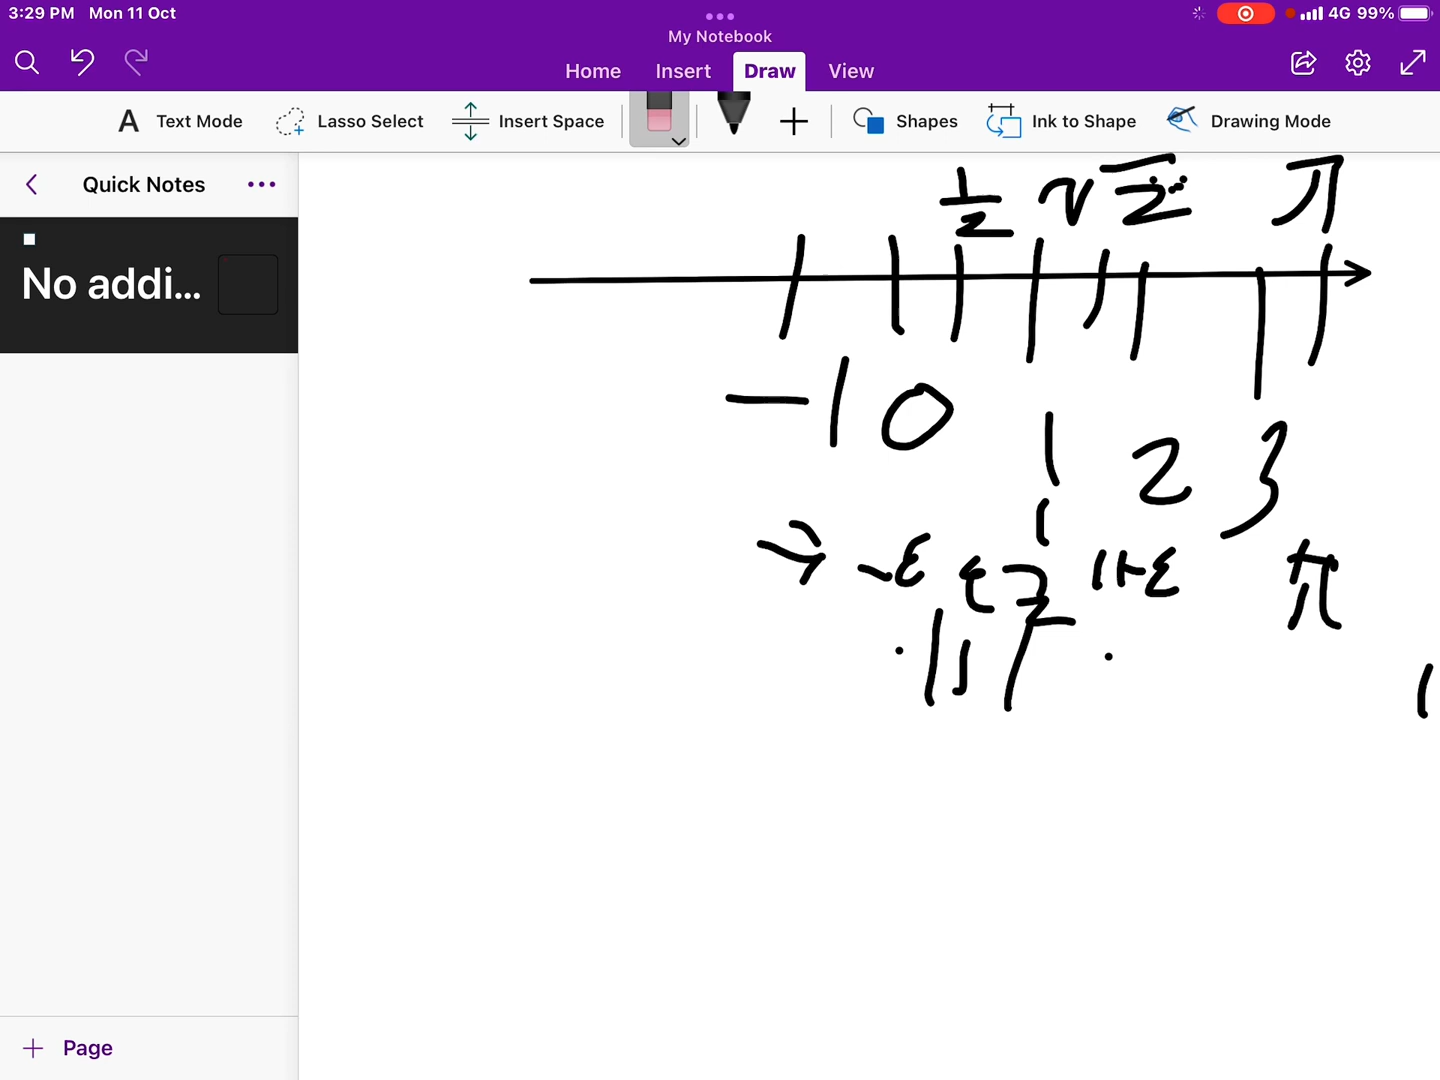 3:29 PM Mon 11 Oct
4G 99%
My Notebook
Home Insert Draw View
A Text Mode Lasso Select Insert Space Shapes Ink to Shape Drawing Mode
Quick Notes
No addi...
1/2 √2 π
-1 0 1 2 3
→ -ε 1+ε π
+ Page